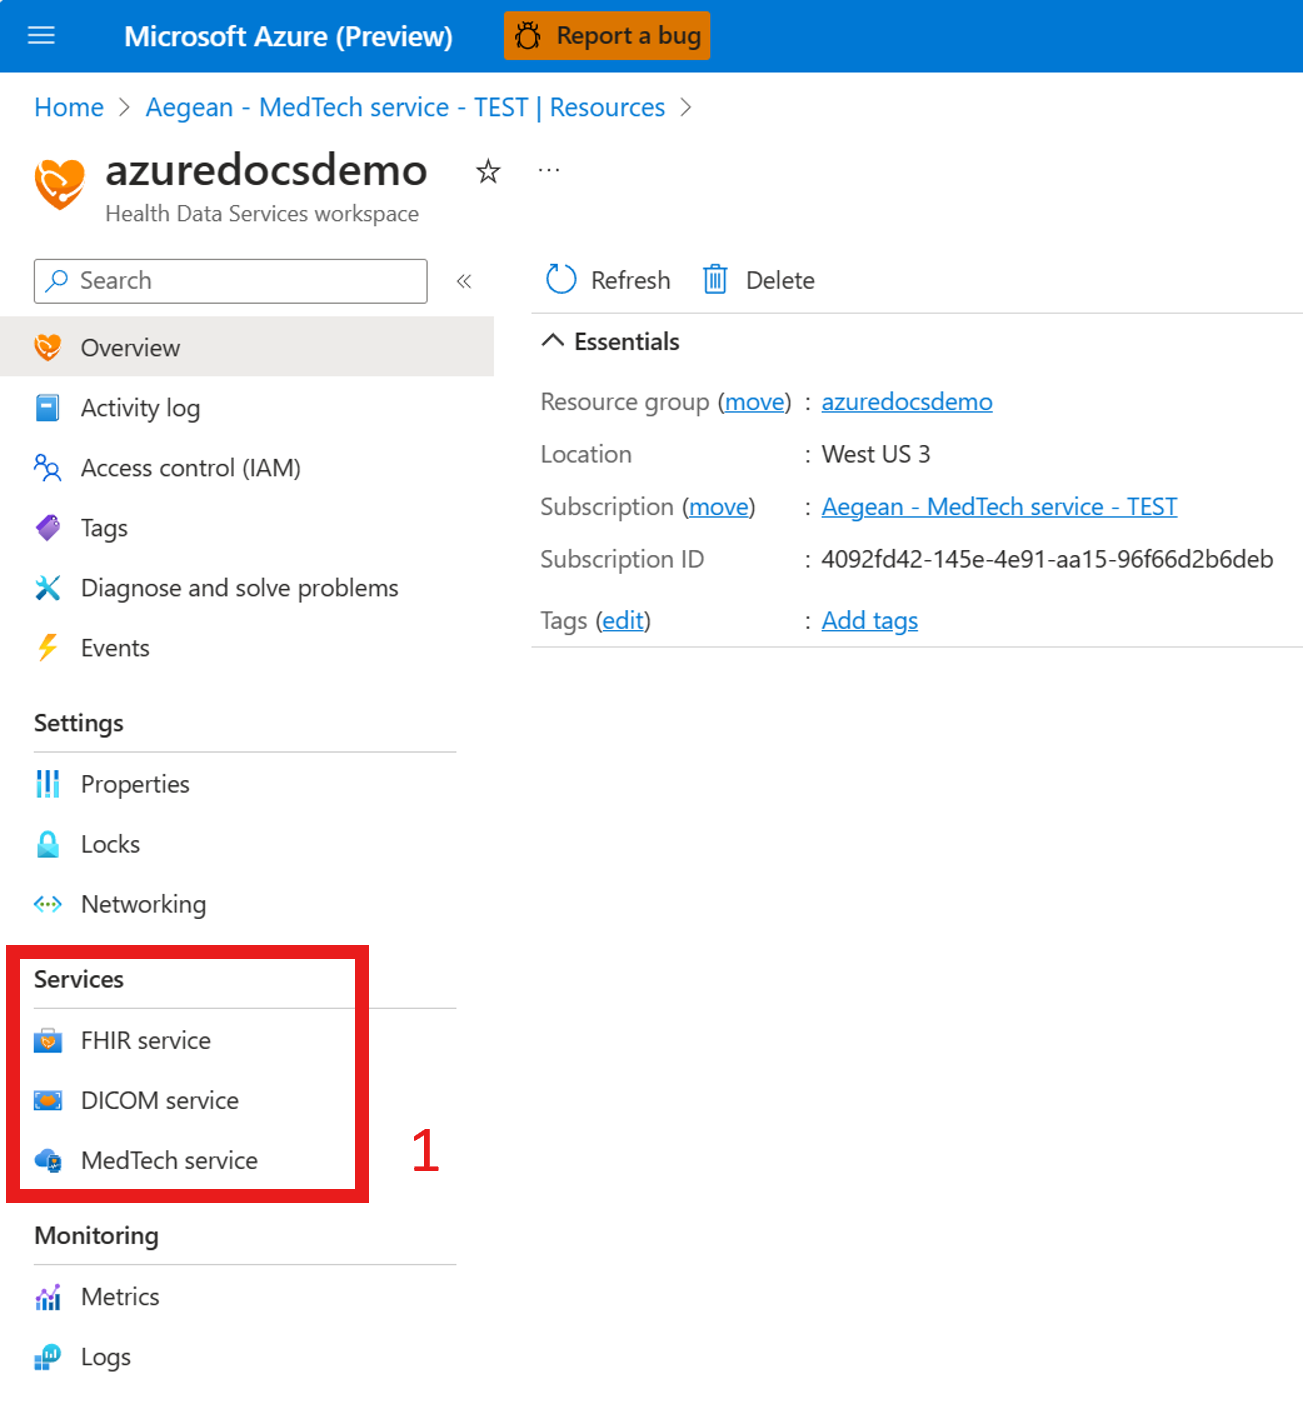 Microsoft Azure (Preview) Report a bug
Home > Aegean - MedTech service - TEST | Resources >
azuredocsdemo ☆ ...
Health Data Services workspace
Search «
Refresh Delete
Overview
Essentials
Activity log
Resource group (move) : azuredocsdemo
Access control (IAM)
Location : West US 3
Tags
Subscription (move) : Aegean - MedTech service - TEST
Diagnose and solve problems
Subscription ID : 4092fd42-145e-4e91-aa15-96f66d2b6deb
Events
Tags (edit) : Add tags
Settings
Properties
Locks
Networking
Services
FHIR service
DICOM service
MedTech service
1
Monitoring
Metrics
Logs